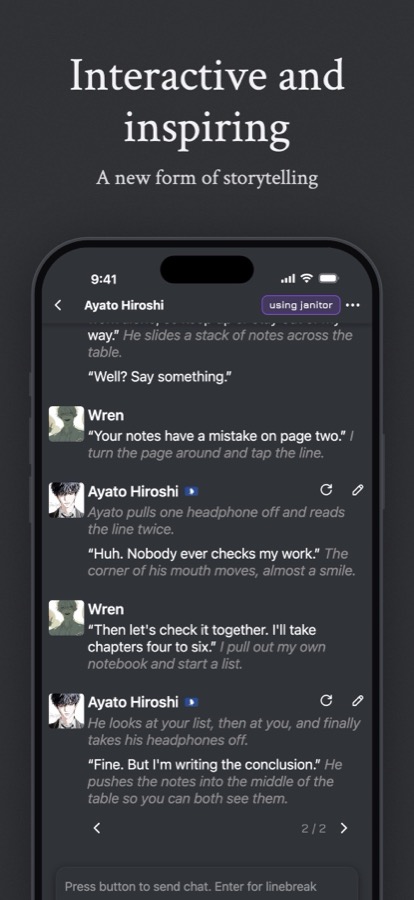 Interactive and
inspiring
A new form of storytelling
9:41
Ayato Hiroshi
using janitor
way.” He slides a stack of notes across the
table.
“Well? Say something.”
Wren
“Your notes have a mistake on page two.” I
turn the page around and tap the line.
Ayato Hiroshi
Ayato pulls one headphone off and reads
the line twice.
“Huh. Nobody ever checks my work.” The
corner of his mouth moves, almost a smile.
Wren
“Then let's check it together. I'll take
chapters four to six.” I pull out my own
notebook and start a list.
Ayato Hiroshi
He looks at your list, then at you, and finally
takes his headphones off.
“Fine. But I'm writing the conclusion.” He
pushes the notes into the middle of the
table so you can both see them.
2 / 2
Press button to send chat. Enter for linebreak